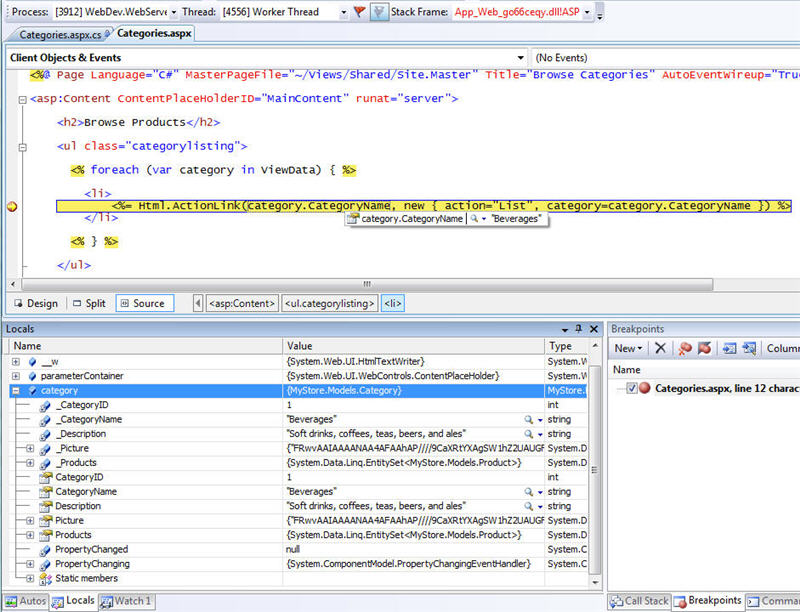 Process: [3912] WebDev.WebServe Thread: [4556] Worker Thread Stack Frame: App_Web_go66ceqy.dll!ASP
Categories.aspx.cs Categories.aspx
Client Objects & Events (No Events)
<%@ Page Language="C#" MasterPageFile="~/Views/Shared/Site.Master" Title="Browse Categories" AutoEventWireup="Tru
<asp:Content ContentPlaceHolderID="MainContent" runat="server">
<h2>Browse Products</h2>
<ul class="categorylisting">
<% foreach (var category in ViewData) { %>
<li>
<%= Html.ActionLink(category.CategoryName, new { action="List", category=category.CategoryName }) %>
</li>
category.CategoryName "Beverages"
<% } %>
</ul>
Design Split Source <asp:Content> <ul.categorylisting> <li>
Locals
Name Value Type
__w {System.Web.UI.HtmlTextWriter} System.W
parameterContainer {System.Web.UI.WebControls.ContentPlaceHolder} System.W
category {MyStore.Models.Category} MyStore.
_CategoryID 1 int
_CategoryName "Beverages" string
_Description "Soft drinks, coffees, teas, beers, and ales" string
_Picture System.D
_Products {System.Data.Linq.EntitySet<MyStore.Models.Product>} System.D
CategoryID 1 int
CategoryName "Beverages" string
Description "Soft drinks, coffees, teas, beers, and ales" string
Picture System.D
Products {System.Data.Linq.EntitySet<MyStore.Models.Product>} System.D
PropertyChanged null System.C
PropertyChanging {System.ComponentModel.PropertyChangingEventHandler} System.C
Static members
Autos Locals Watch 1
Breakpoints
New Colum
Name
Categories.aspx, line 12 charac
Call Stack Breakpoints Comma